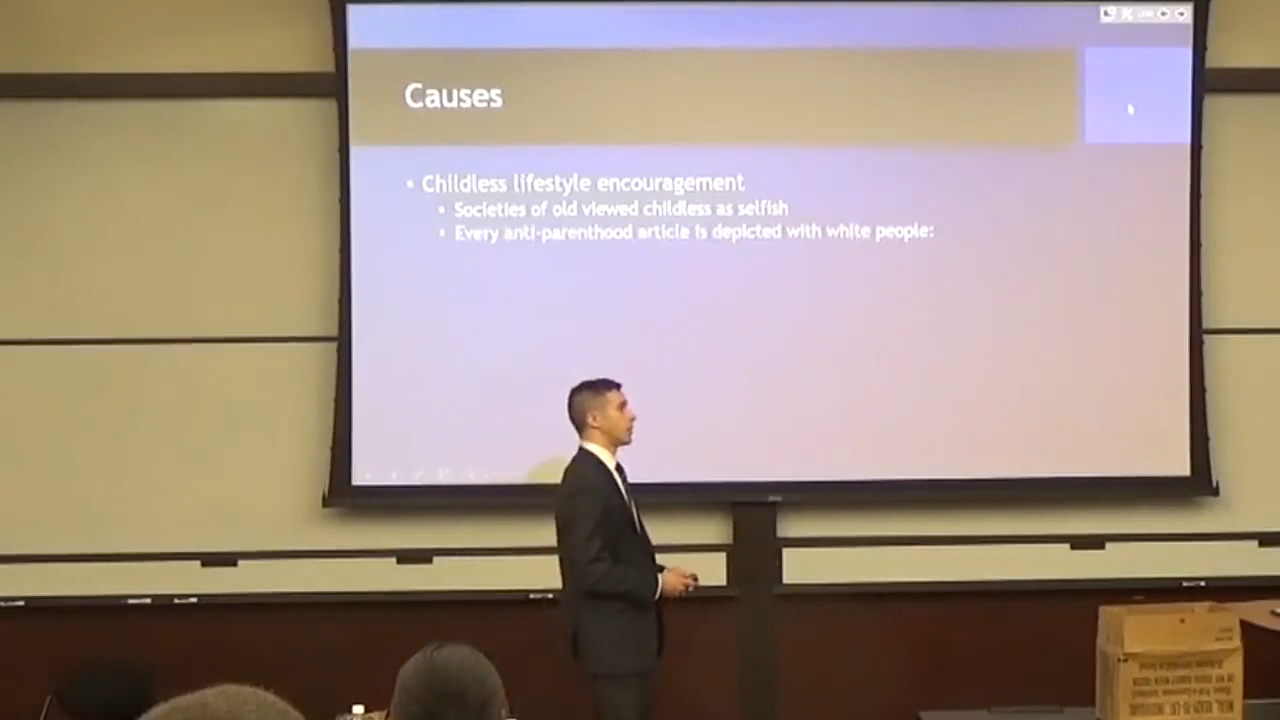 Causes
• Childless lifestyle encouragement
• Societies of old viewed childless as selfish
• Every anti-parenthood article is depicted with white people: